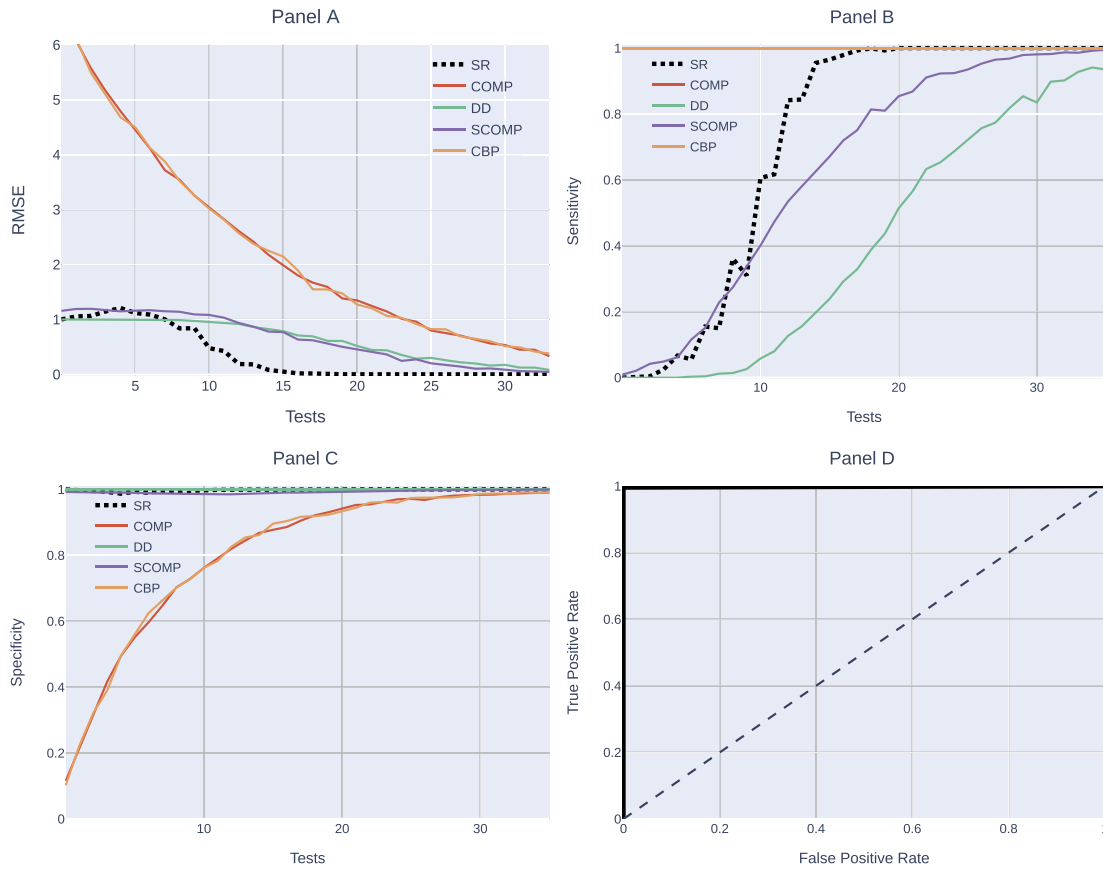 Panel A
6
5
4
3
2
1
0
5
10
15
20
25
30
RMSE
Tests
SR
COMP
DD
SCOMP
CBP
Panel B
1
0.8
0.6
0.4
0.2
0
10
20
30
Sensitivity
Tests
SR
COMP
DD
SCOMP
CBP
Panel C
1
0.8
0.6
0.4
0.2
0
10
20
30
Specificity
Tests
SR
COMP
DD
SCOMP
CBP
Panel D
1
0.8
0.6
0.4
0.2
0
0
0.2
0.4
0.6
0.8
True Positive Rate
False Positive Rate